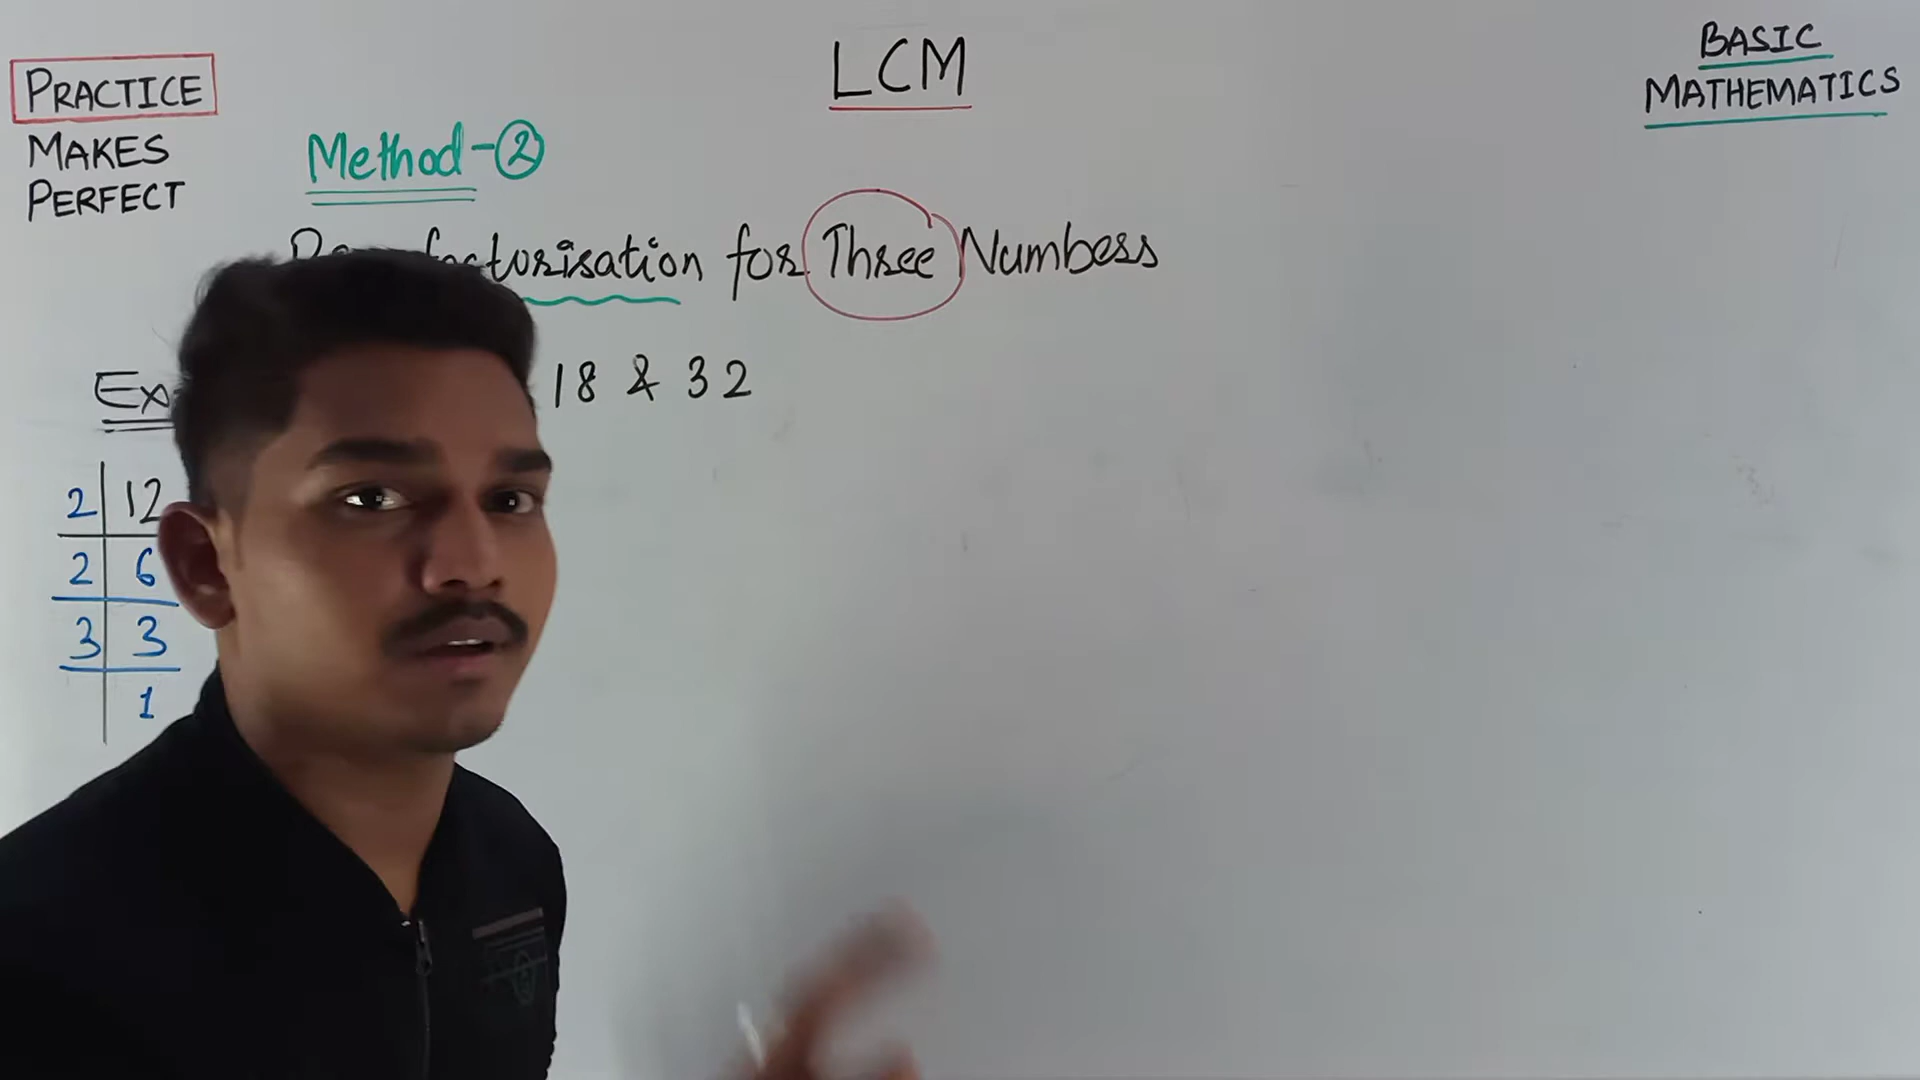 LCM
BASIC
MATHEMATICS
PRACTICE
MAKES
PERFECT
Method-②
for Three Numbers
Ex
18 & 32
2 12
2 6
3 3
1